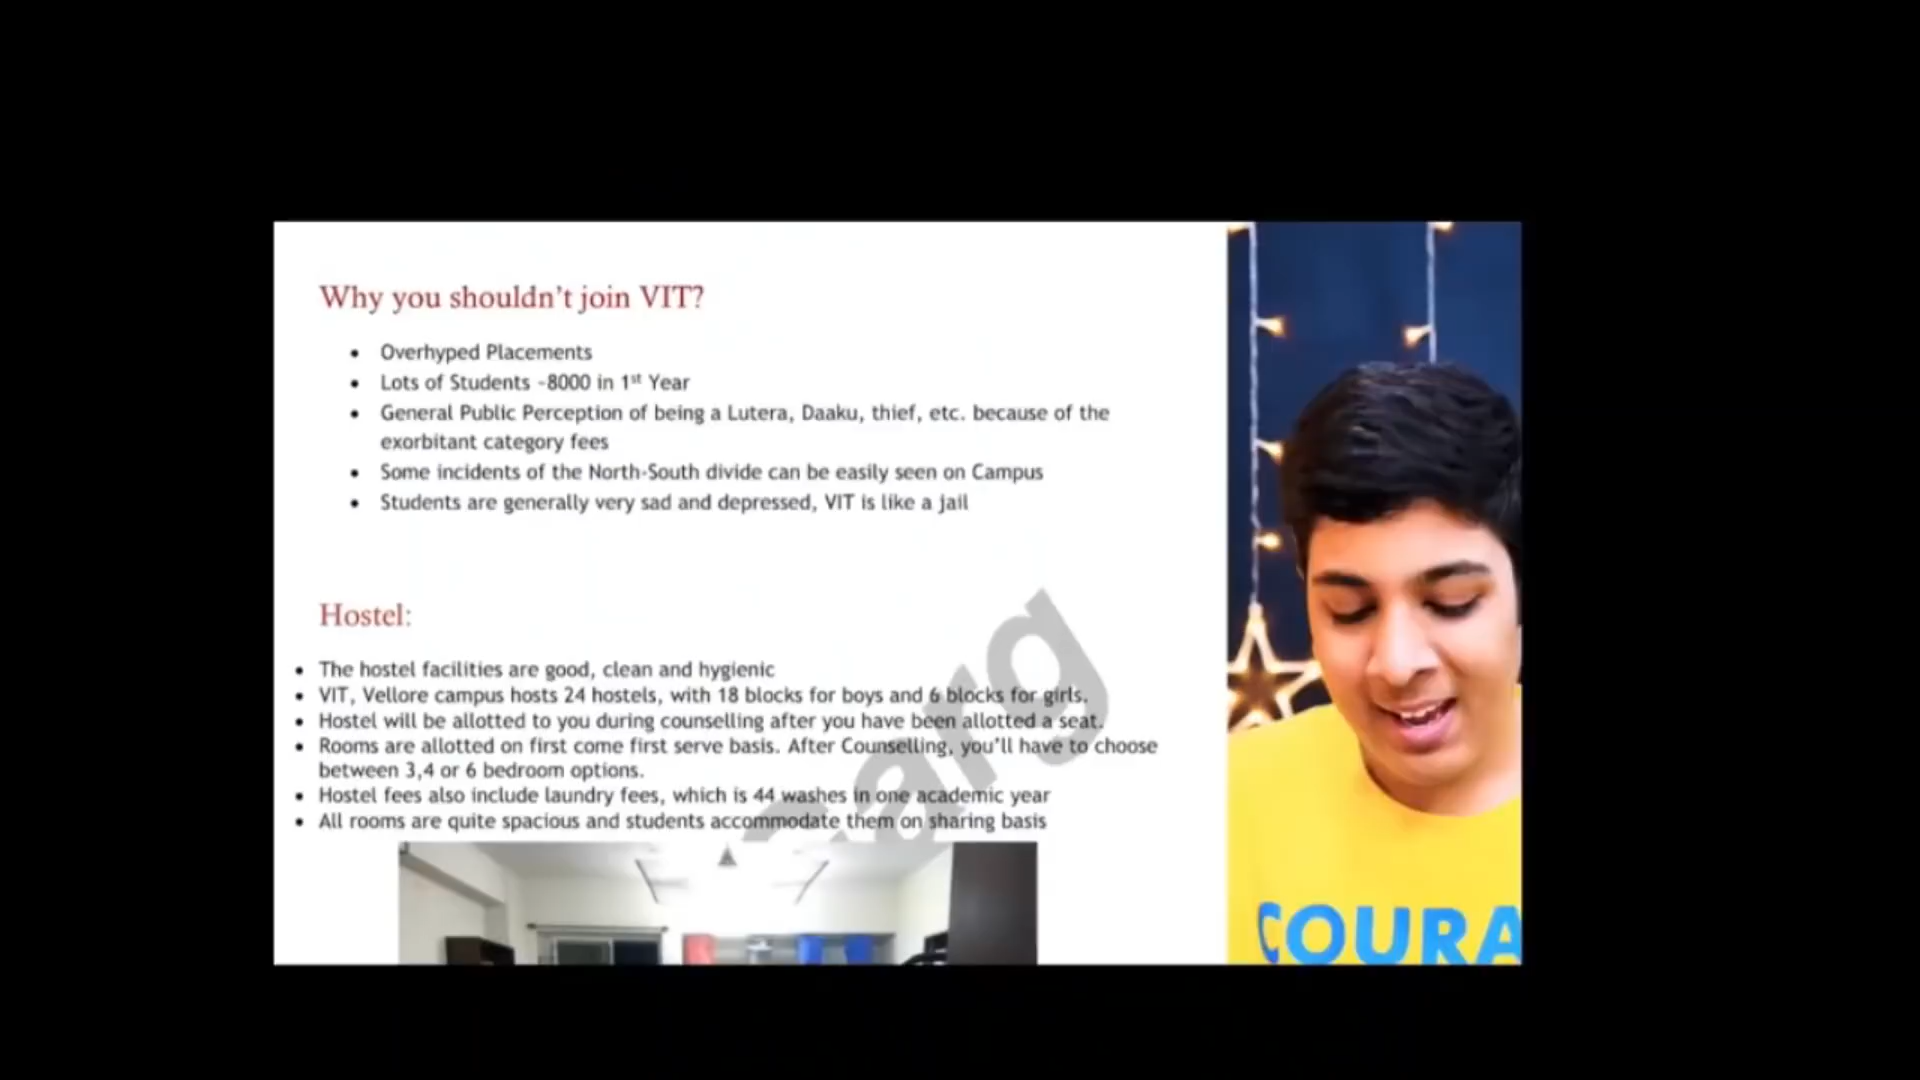 Why you shouldn't join VIT?
• Overhyped Placements
• Lots of Students ~8000 in 1st Year
• General Public Perception of being a Lutera, Daaku, thief, etc. because of the
exorbitant category fees
• Some incidents of the North-South divide can be easily seen on Campus
• Students are generally very sad and depressed, VIT is like a jail
Hostel:
• The hostel facilities are good, clean and hygienic
• VIT, Vellore campus hosts 24 hostels, with 18 blocks for boys and 6 blocks for girls.
• Hostel will be allotted to you during counselling after you have been allotted a seat.
• Rooms are allotted on first come first serve basis. After Counselling, you'll have to choose
between 3,4 or 6 bedroom options.
• Hostel fees also include laundry fees, which is 44 washes in one academic year
• All rooms are quite spacious and students accommodate them on sharing basis
Garg
COURA